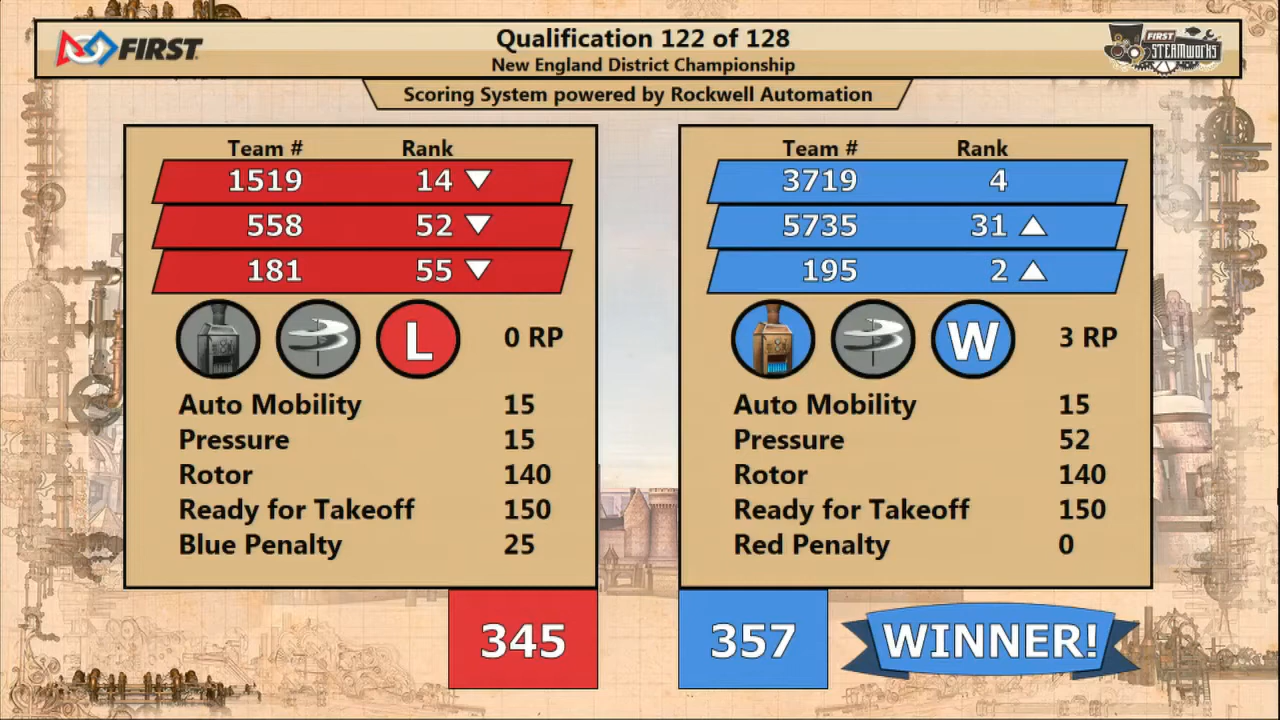 FIRST
Qualification 122 of 128
New England District Championship
FIRST
STEAMWORKS
Scoring System powered by Rockwell Automation
Team # Rank
1519 14
558 52
181 55
L 0 RP
Auto Mobility 15
Pressure 15
Rotor 140
Ready for Takeoff 150
Blue Penalty 25
345
Team # Rank
3719 4
5735 31
195 2
W 3 RP
Auto Mobility 15
Pressure 52
Rotor 140
Ready for Takeoff 150
Red Penalty 0
357
WINNER!